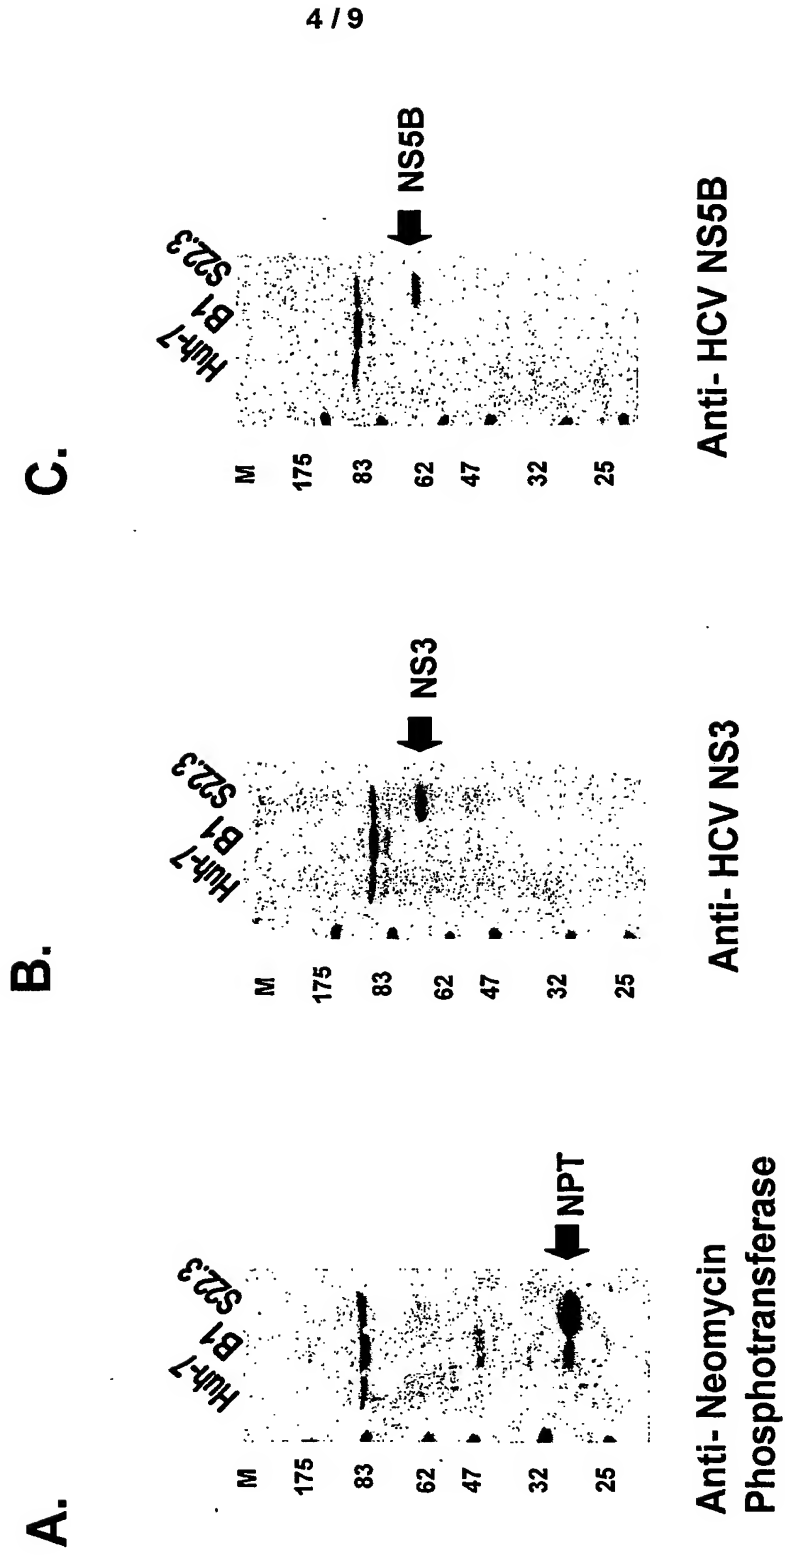 4 / 9
A.
Huh-7
B1
S22.3
M
175
83
62
47
32
25
NPT
Anti- Neomycin
Phosphotransferase
B.
Huh-7
B1
S22.3
M
175
83
62
47
32
25
NS3
Anti- HCV NS3
C.
Huh-7
B1
S22.3
M
175
83
62
47
32
25
NS5B
Anti- HCV NS5B